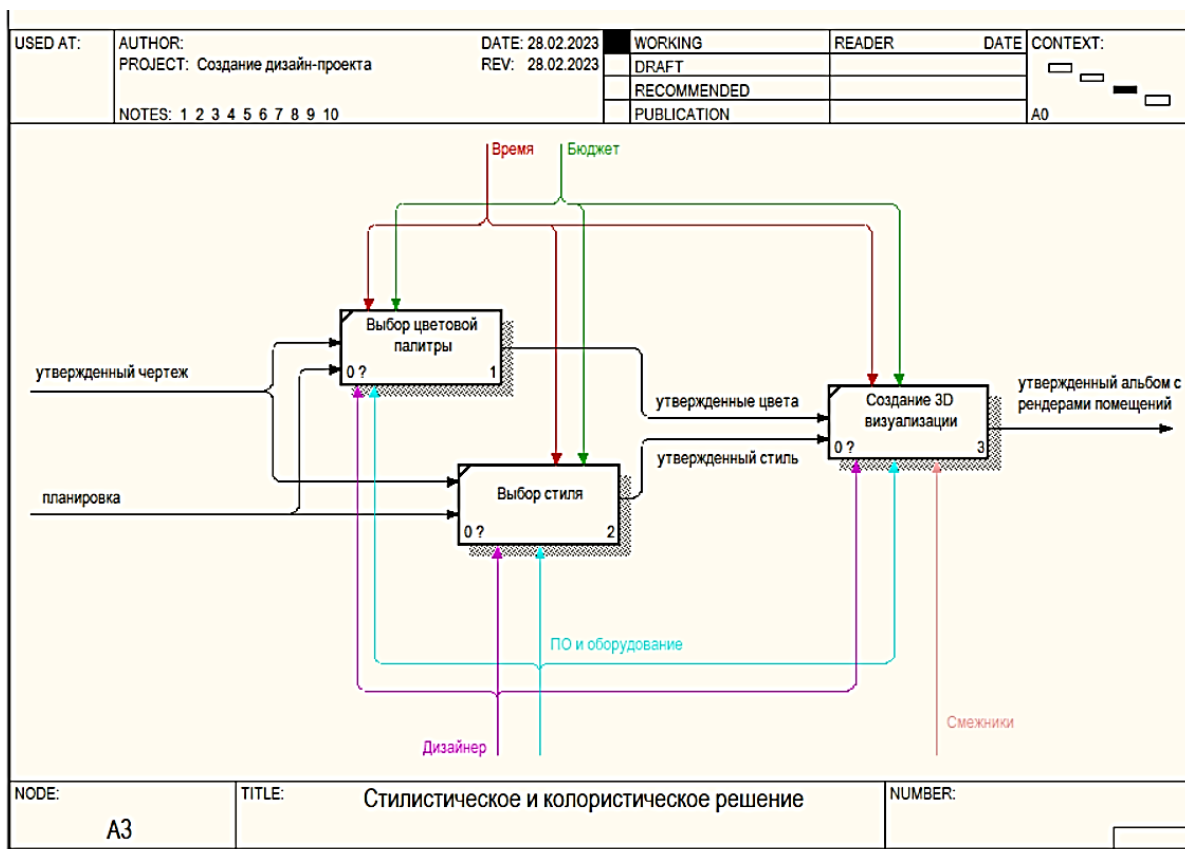 USED AT:
AUTHOR:
DATE: 28.02.2023
WORKING
READER
DATE
CONTEXT:
PROJECT: Создание дизайн-проекта
REV: 28.02.2023
DRAFT
RECOMMENDED
NOTES: 1 2 3 4 5 6 7 8 9 10
PUBLICATION
A0
Время
Бюджет
Выбор цветовой
палитры
0 ?
1
утвержденный чертеж
утвержденные цвета
Создание 3D
визуализации
0 ?
3
утвержденный альбом с
рендерами помещений
утвержденный стиль
планировка
Выбор стиля
0 ?
2
ПО и оборудование
Смежники
Дизайнер
NODE:
A3
TITLE:
Стилистическое и колористическое решение
NUMBER: